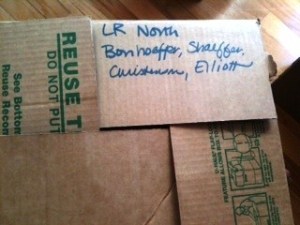 LR North
Bonhoeffer, Shaeffer,
Christensen, Elliott
REUSE T
DO NOT PUT
See Bottom
Reuse Recom